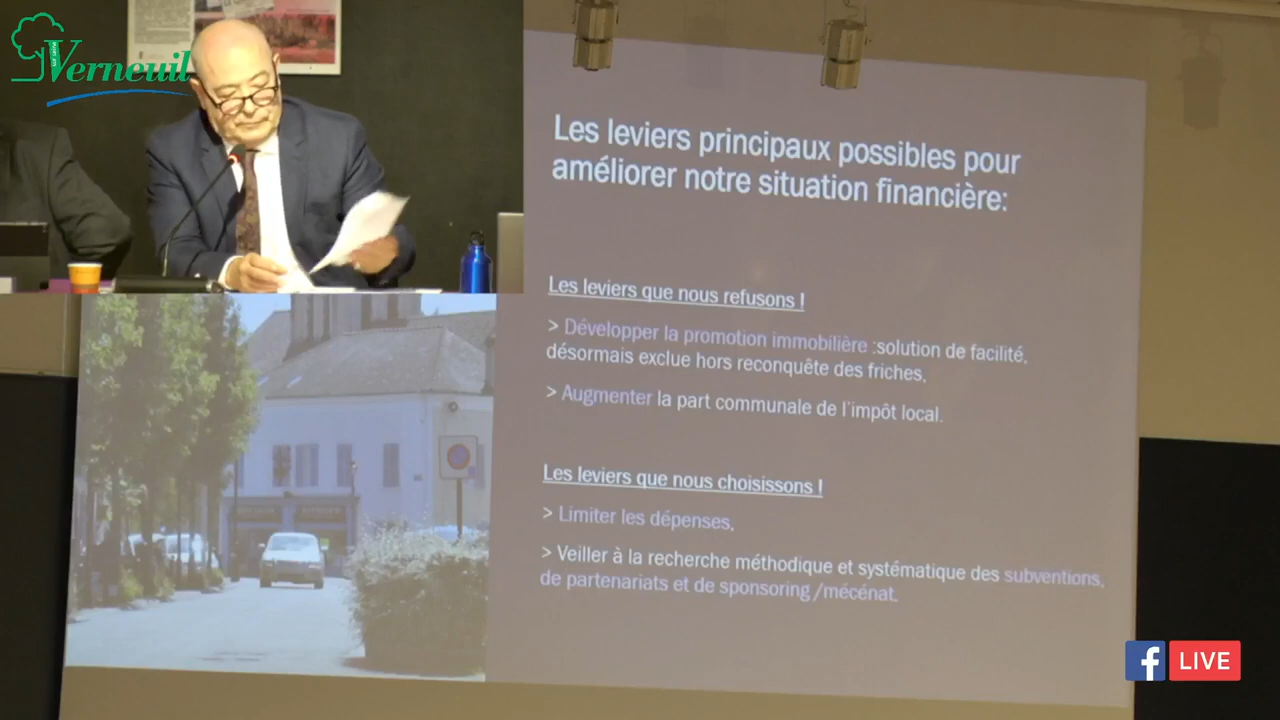 Verneuil
sur seine
Les leviers principaux possibles pour
améliorer notre situation financière:
Les leviers que nous refusons !
> Développer la promotion immobilière :solution de facilité,
désormais exclue hors reconquête des friches,
> Augmenter la part communale de l'impôt local.
Les leviers que nous choisissons !
> Limiter les dépenses,
> Veiller à la recherche méthodique et systématique des subventions,
de partenariats et de sponsoring /mécénat.
f LIVE